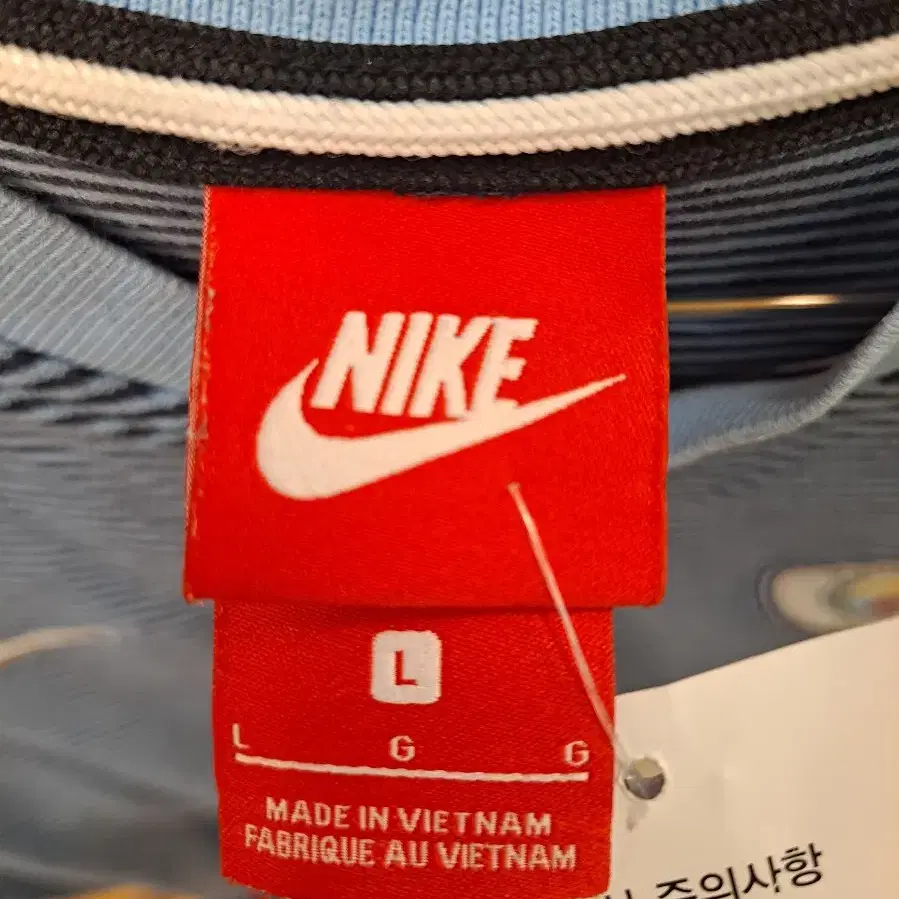 NIKE
L
L G G
MADE IN VIETNAM
FABRIQUE AU VIETNAM
주의사항